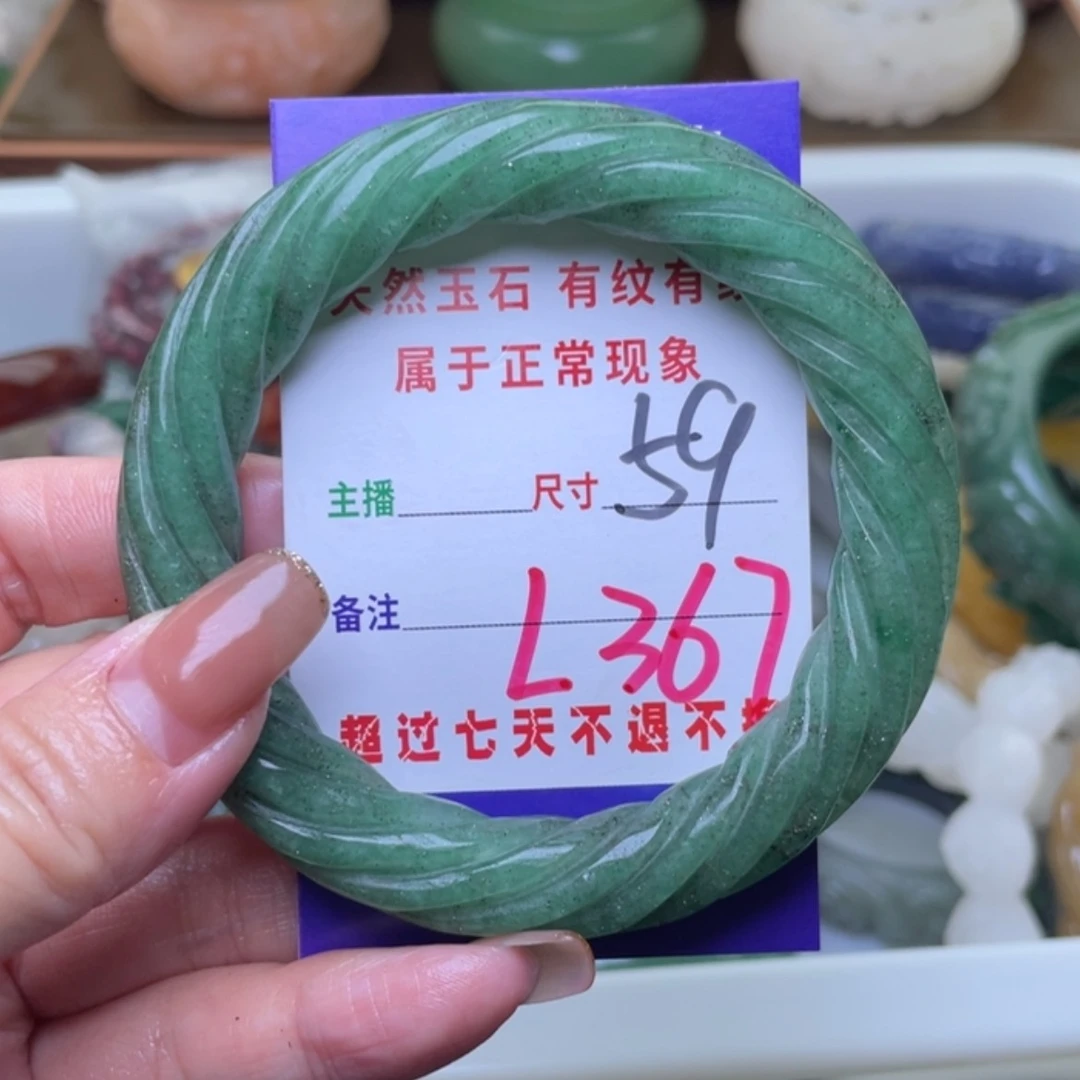 天然玉石 有纹有
属于正常现象
主播 尺寸 59
备注 L367
超过七天不退不